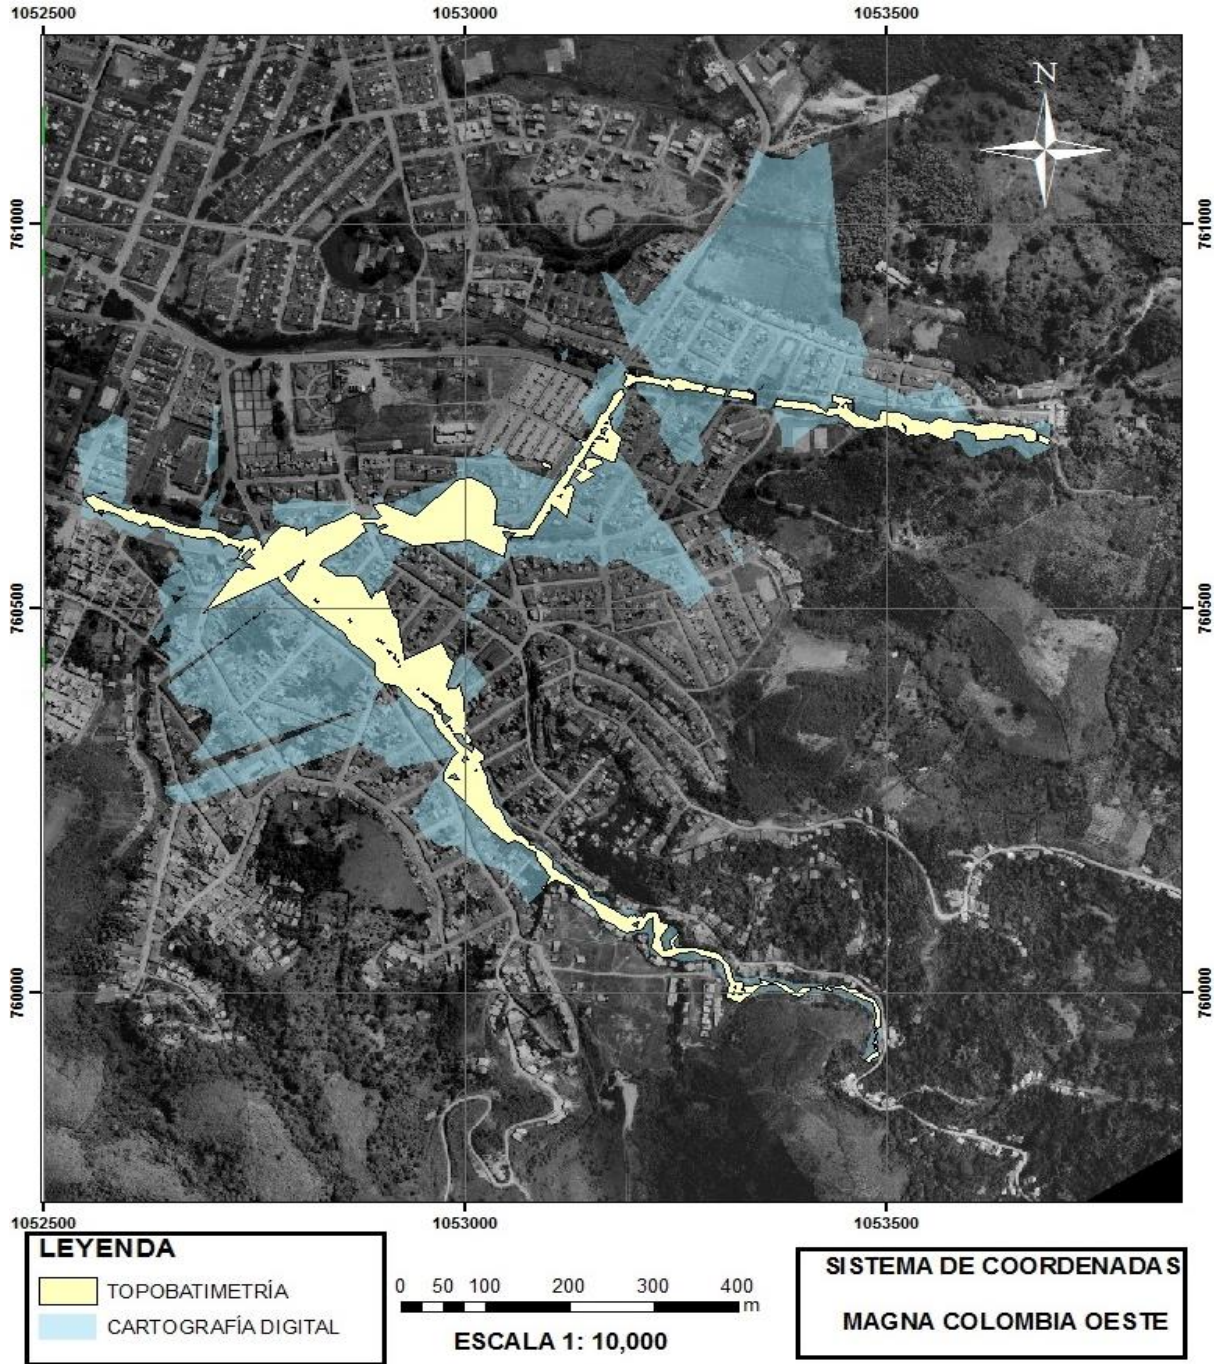 1052500 1053000 1053500
N
761000 761000
760500 760500
760000 760000
1052500 1053000 1053500
LEYENDA
TOPOBATIMETRÍA
CARTOGRAFÍA DIGITAL
0 50 100 200 300 400
m
ESCALA 1: 10,000
SISTEMA DE COORDENADAS
MAGNA COLOMBIA OESTE